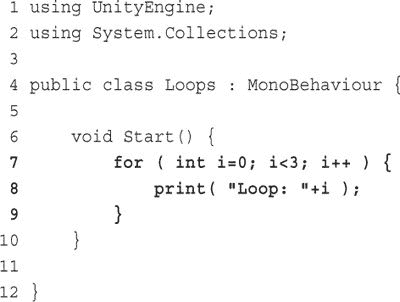 1 using UnityEngine;
2 using System.Collections;
3
4 public class Loops : MonoBehaviour {
5
6     void Start() {
7         for ( int i=0; i<3; i++ ) {
8             print( "Loop: "+i );
9         }
10     }
11
12 }